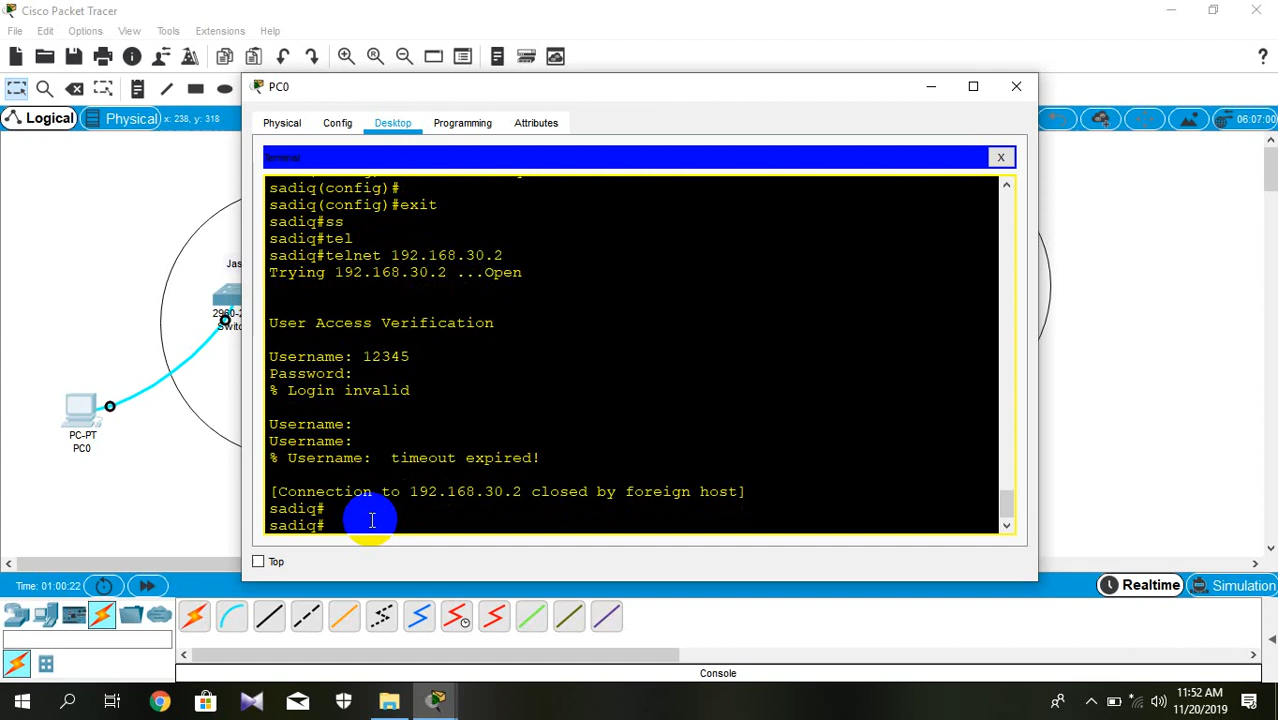 Cisco Packet Tracer
File Edit Options View Tools Extensions Help
Logical
Physical
x: 238, y: 318
06:07:00
PC0
Physical
Config
Desktop
Programming
Attributes
Terminal
X
sadiq(config)#
sadiq(config)#exit
sadiq#ss
sadiq#tel
sadiq#telnet 192.168.30.2
Trying 192.168.30.2 ...Open
User Access Verification
Username: 12345
Password:
% Login invalid
Username:
Username:
% Username:  timeout expired!
[Connection to 192.168.30.2 closed by foreign host]
sadiq#
sadiq#
Top
PC-PT
PC0
Time: 01:00:22
Realtime
Simulation
Console
11:52 AM
11/20/2019